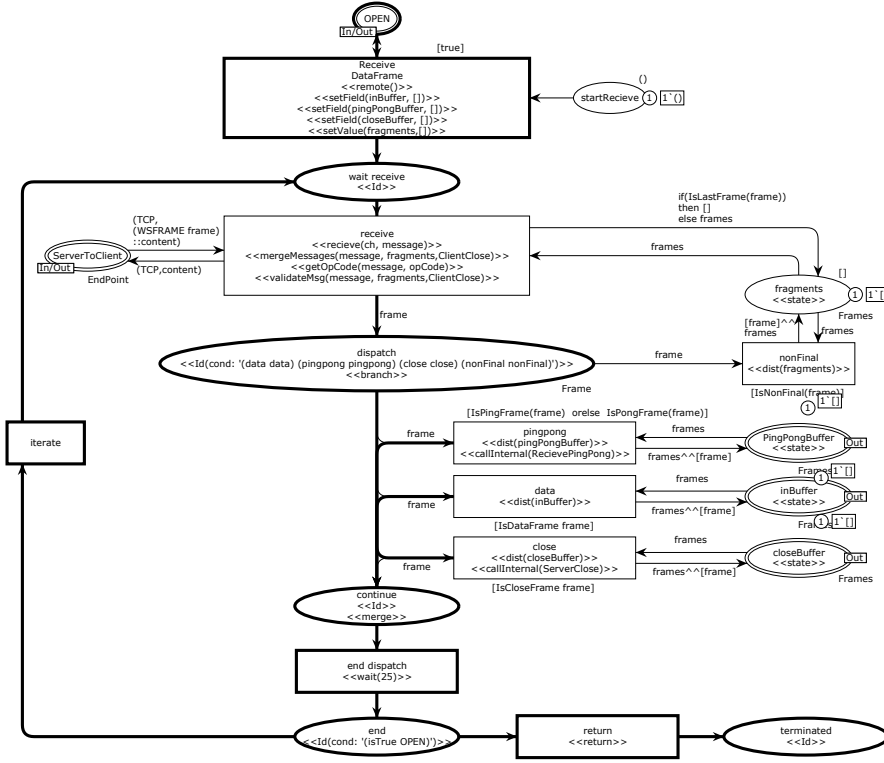 OPEN
In/Out
[true]
Receive
DataFrame
<<remote()>>
<<setField(inBuffer, [])>>
<<setField(pingPongBuffer, [])>>
<<setField(closeBuffer, [])>>
<<setValue(fragments,[])>>
()
startRecieve
1
1`()
wait receive
<<Id>>
if(IsLastFrame(frame))
then []
else frames
(TCP,
(WSFRAME frame)
::content)
receive
<<recieve(ch, message)>>
<<mergeMessages(message, fragments,ClientClose)>>
<<getOpCode(message, opCode)>>
<<validateMsg(message, fragments,ClientClose)>>
frames
ServerToClient
In/Out
(TCP,content)
EndPoint
[]
fragments
<<state>>
1
1`[]
Frames
frame
[frame]^^
frames
frames
dispatch
<<Id(cond: '(data data) (pingpong pingpong) (close close) (nonFinal nonFinal)')>>
<<branch>>
Frame
frame
nonFinal
<<dist(fragments)>>
[IsNonFinal(frame)]
1
1`[]
[IsPingFrame(frame) orelse IsPongFrame(frame)]
iterate
frame
pingpong
<<dist(pingPongBuffer)>>
<<callInternal(RecievePingPong)>>
frames
frames^^[frame]
PingPongBuffer
<<state>>
Out
Frames
1
1`[]
frame
data
<<dist(inBuffer)>>
[IsDataFrame frame]
frames
frames^^[frame]
inBuffer
<<state>>
Out
Frames
1
1`[]
frame
close
<<dist(closeBuffer)>>
<<callInternal(ServerClose)>>
[IsCloseFrame frame]
frames
frames^^[frame]
closeBuffer
<<state>>
Out
Frames
continue
<<Id>>
<<merge>>
end dispatch
<<wait(25)>>
end
<<Id(cond: '(isTrue OPEN)')>>
return
<<return>>
terminated
<<Id>>